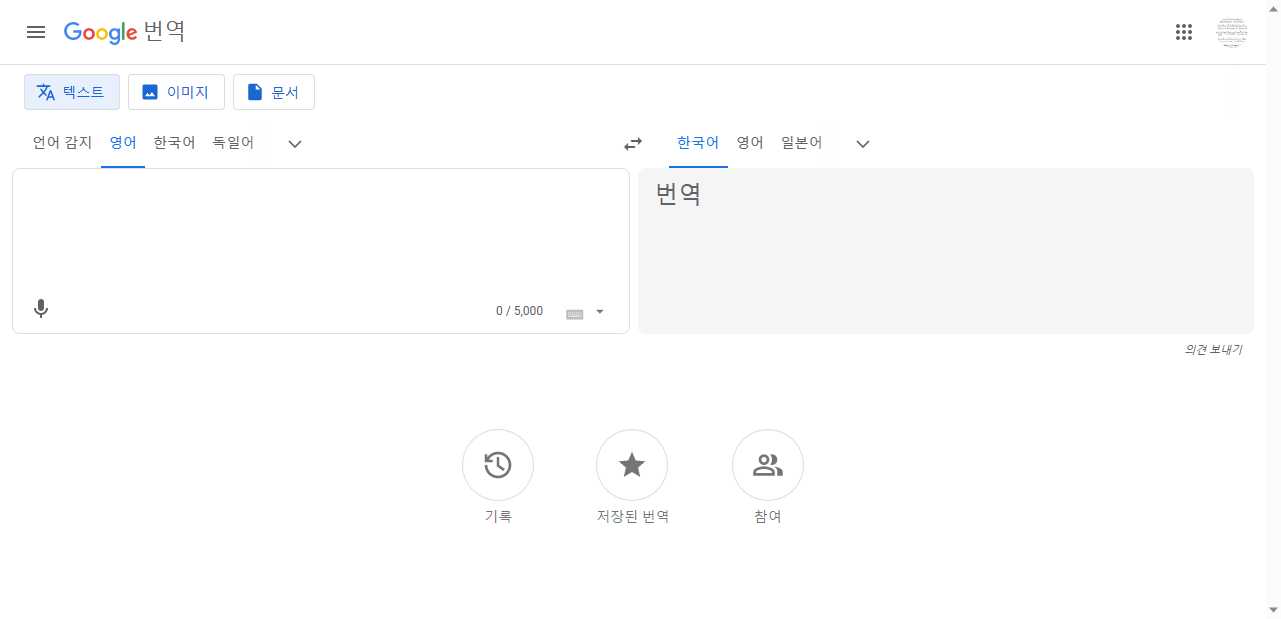 Google 번역
텍스트 이미지 문서
언어 감지 영어 한국어 독일어 한국어 영어 일본어
번역
0 / 5,000
의견 보내기
기록 저장된 번역 참여